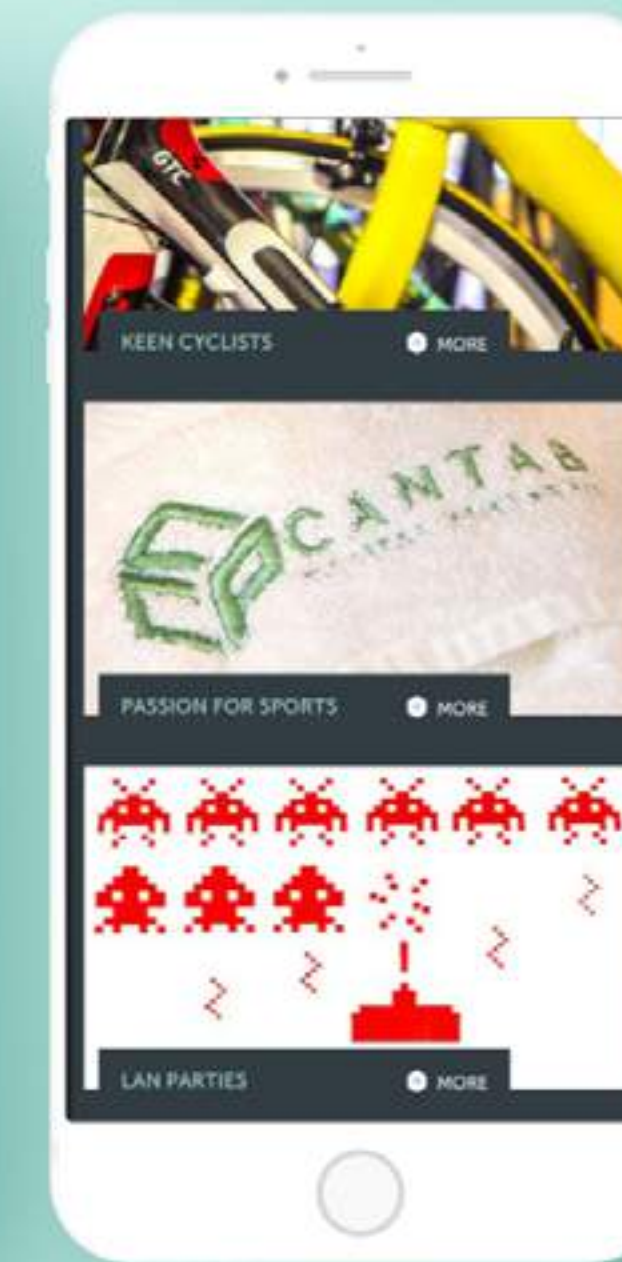 GTC
KEEN CYCLISTS
MORE
CANTAB
PASSION FOR SPORTS
MORE
LAN PARTIES
MORE